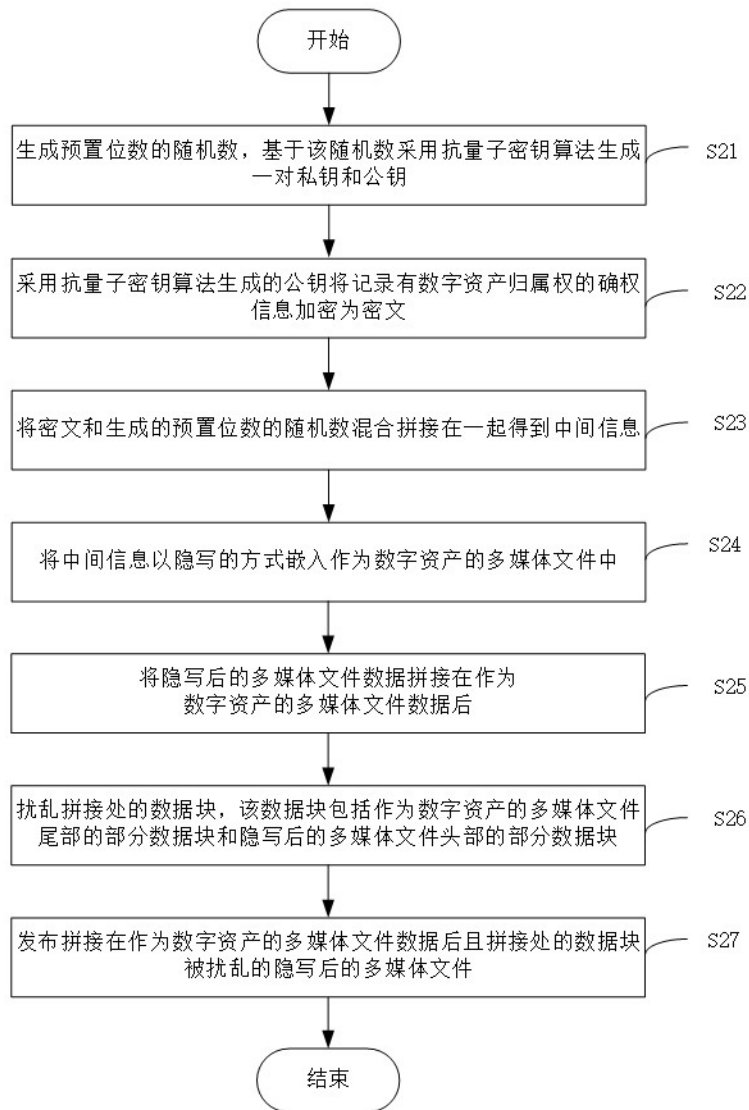 开始
生成预置位数的随机数，基于该随机数采用抗量子密钥算法生成
一对私钥和公钥
S21
采用抗量子密钥算法生成的公钥将记录有数字资产归属权的确权
信息加密为密文
S22
将密文和生成的预置位数的随机数混合拼接在一起得到中间信息
S23
将中间信息以隐写的方式嵌入作为数字资产的多媒体文件中
S24
将隐写后的多媒体文件数据拼接在作为
数字资产的多媒体文件数据后
S25
扰乱拼接处的数据块，该数据块包括作为数字资产的多媒体文件
尾部的部分数据块和隐写后的多媒体文件头部的部分数据块
S26
发布拼接在作为数字资产的多媒体文件数据后且拼接处的数据块
被扰乱的隐写后的多媒体文件
S27
结束